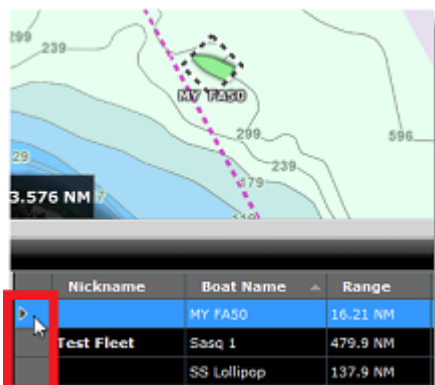 299
239
MY FA50
299
596
29
239
179
3.576 NM
Nickname Boat Name Range
MY FA50 16.21 NM
Test Fleet Sasq 1 479.9 NM
SS Lollipop 137.9 NM